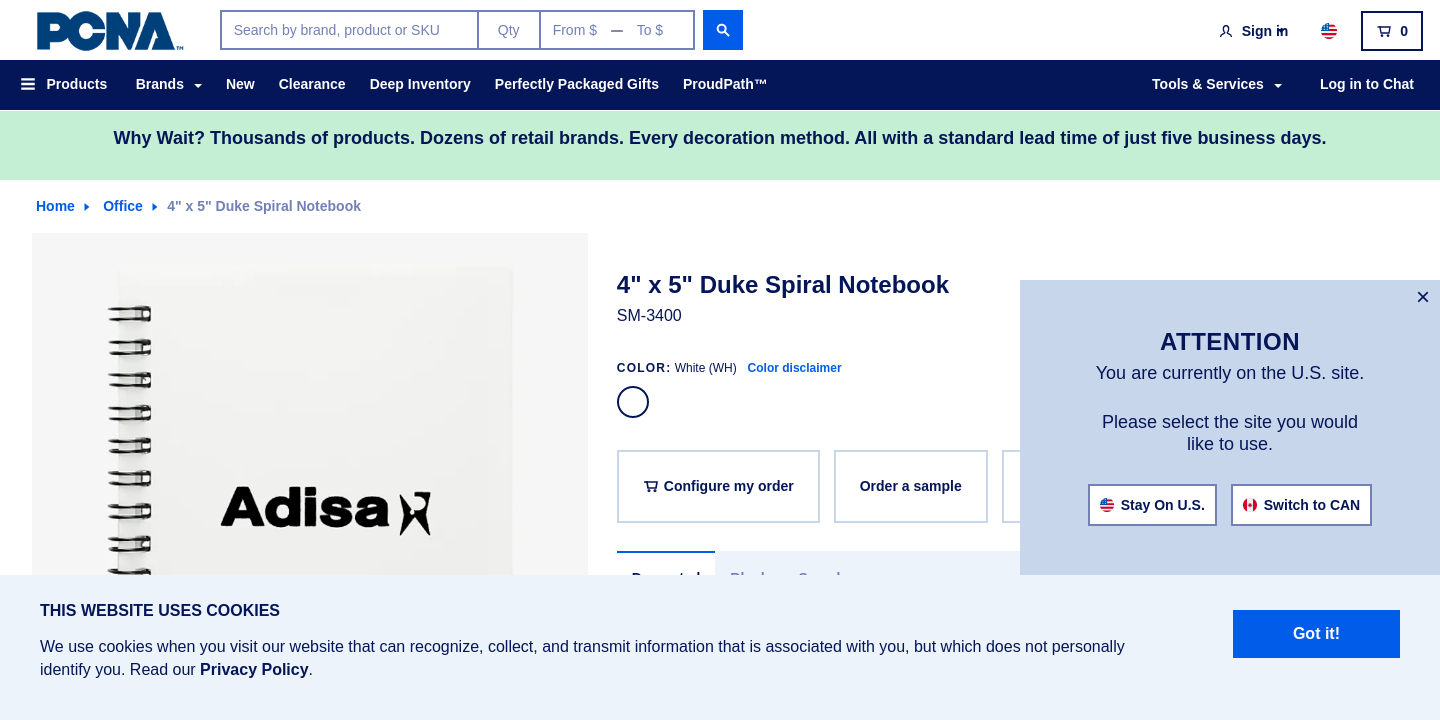 PCNA™
Search by brand, product or SKU
Qty
From $ — To $
Sign in
0
Products
Brands
New
Clearance
Deep Inventory
Perfectly Packaged Gifts
ProudPath™
Tools & Services
Log in to Chat
Why Wait? Thousands of products. Dozens of retail brands. Every decoration method. All with a standard lead time of just five business days.
Home
Office
4" x 5" Duke Spiral Notebook
Adisa
4" x 5" Duke Spiral Notebook
SM-3400
COLOR: White (WH) Color disclaimer
Configure my order
Order a sample
×
ATTENTION
You are currently on the U.S. site.
Please select the site you would
like to use.
Stay On U.S.
Switch to CAN
THIS WEBSITE USES COOKIES
We use cookies when you visit our website that can recognize, collect, and transmit information that is associated with you, but which does not personally
identify you. Read our Privacy Policy.
Got it!